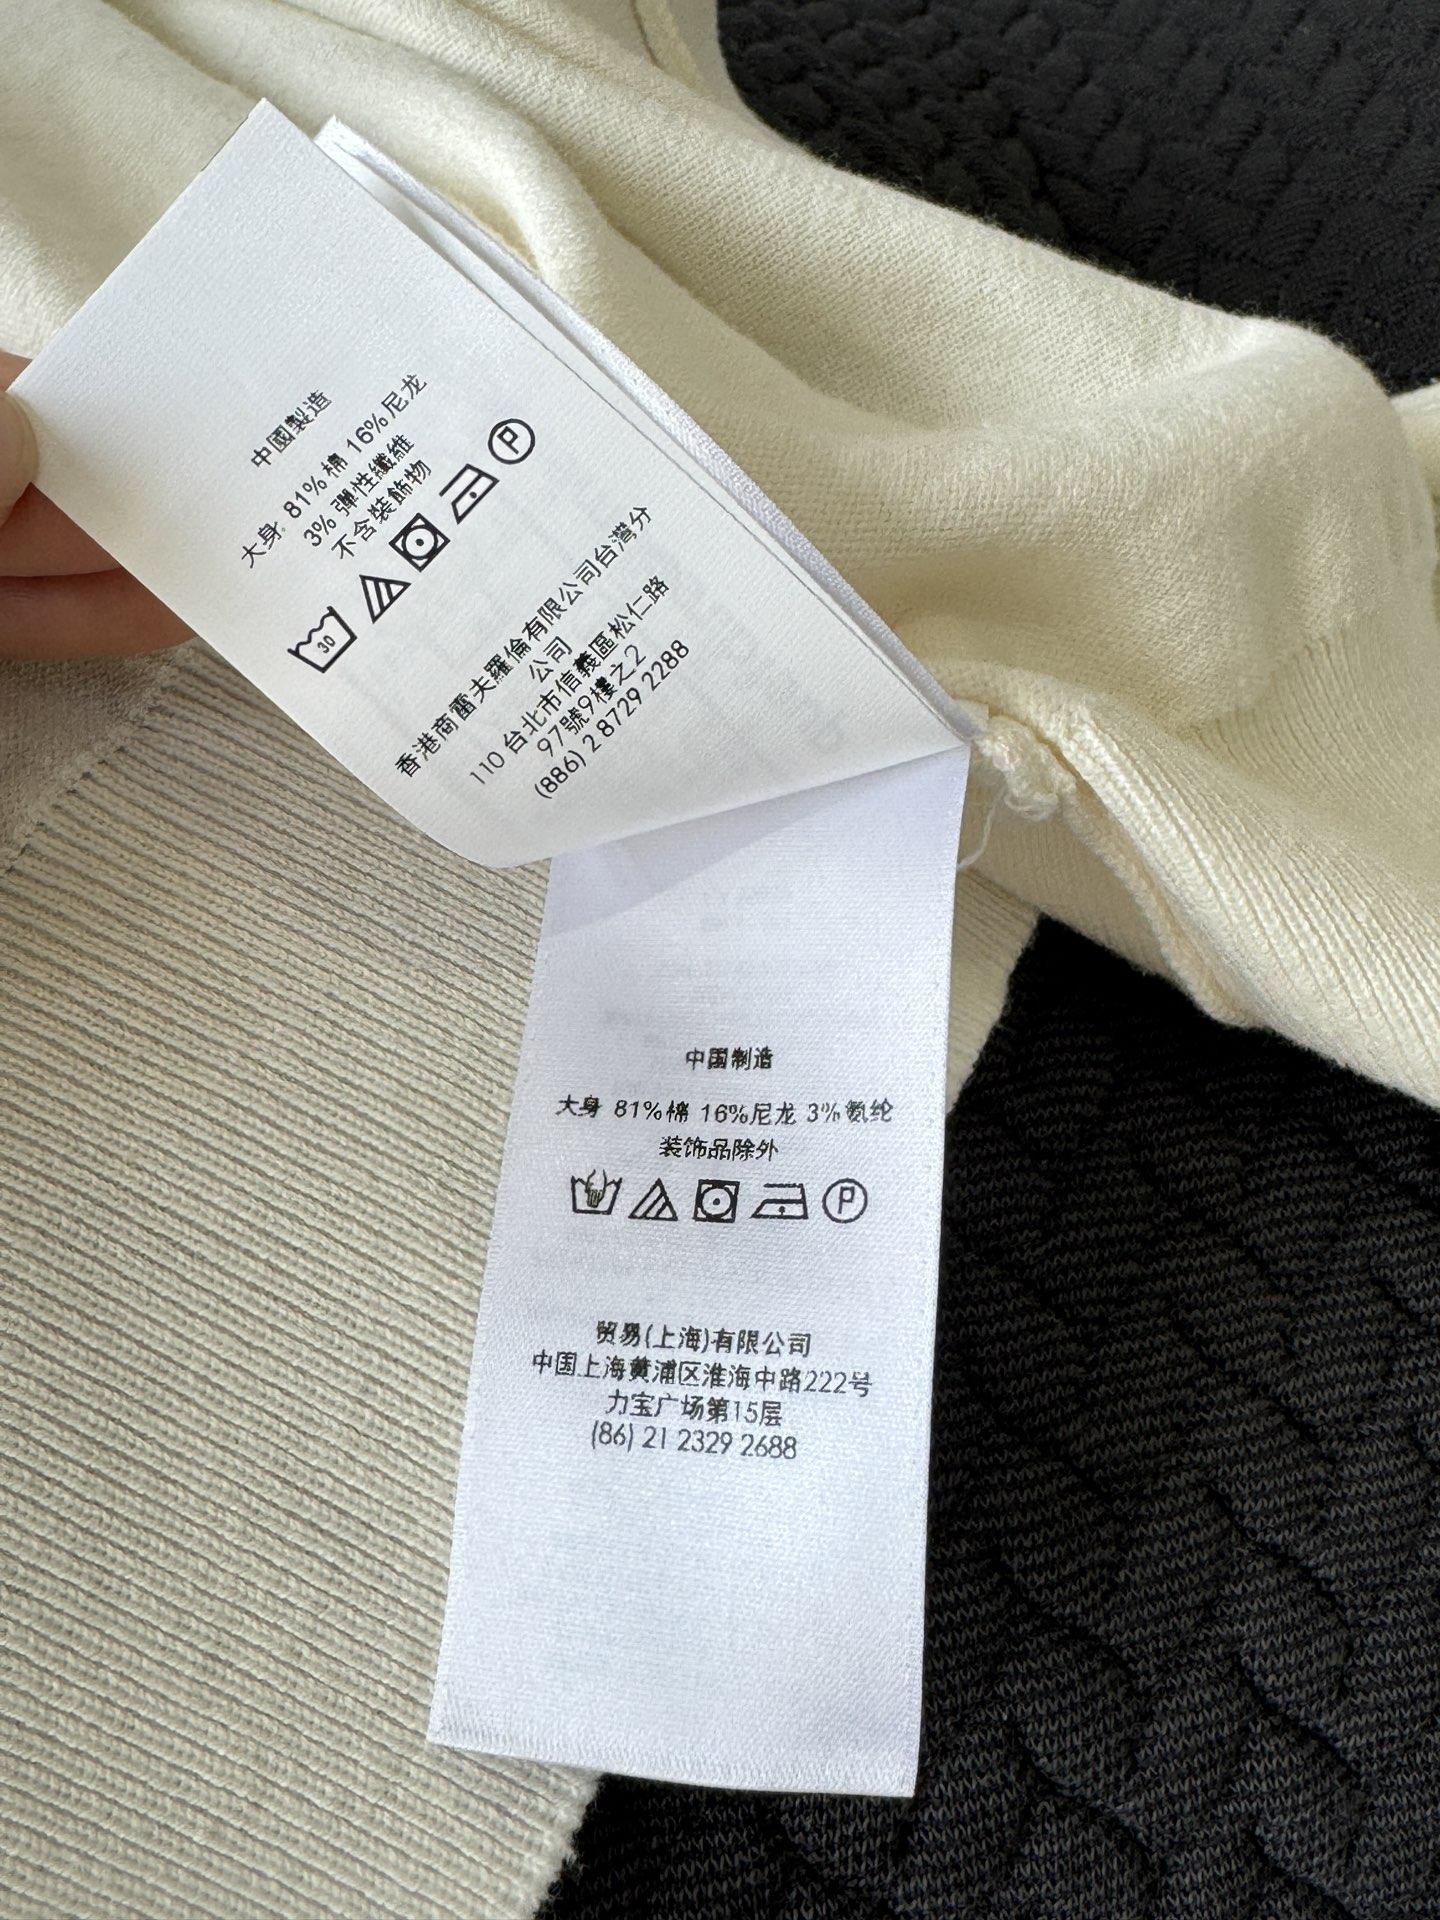 中國製造
大身 81% 棉 16% 尼龙
3% 彈性纖維
不含裝飾物
30
P
香港商雷夫羅倫有限公司台灣分
公司
110 台北市信義區松仁路
97號9樓之2
(886) 2 8729 2288
中国制造
大身 81% 棉 16%尼龙 3% 氨纶
装饰品除外
P
贸易(上海)有限公司
中国上海黄浦区淮海中路222号
力宝广场第15层
(86) 21 2329 2688